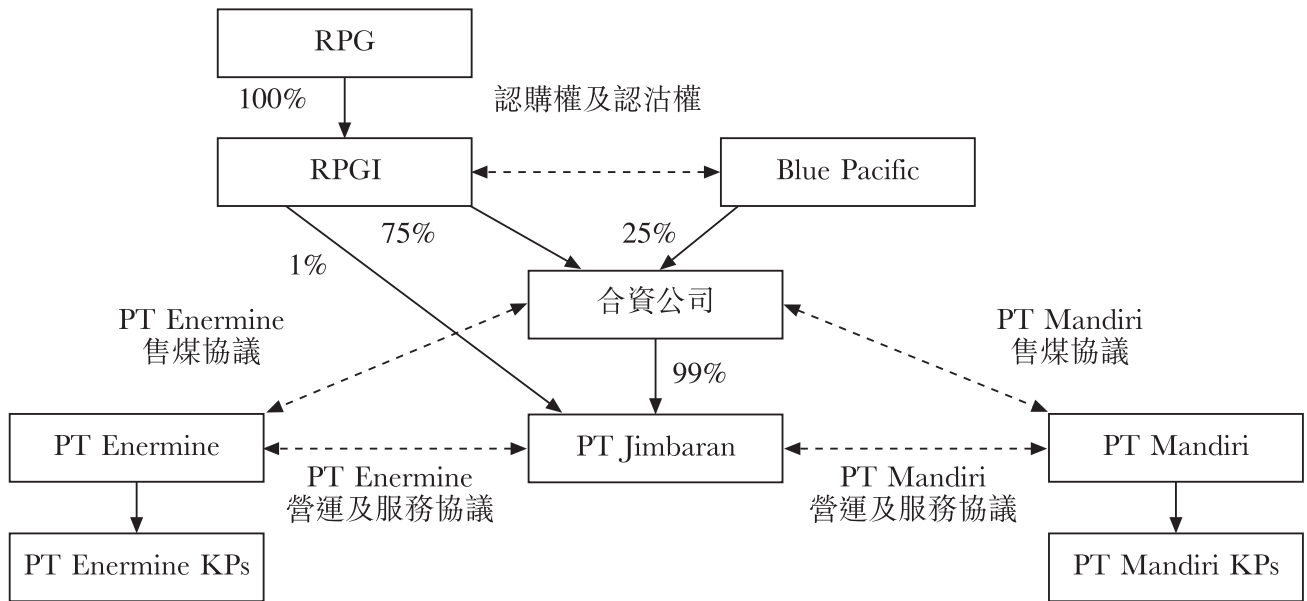 RPG
100%
認購權及認沽權
RPGI
Blue Pacific
75%
25%
1%
合資公司
PT Enermine
售煤協議
PT Mandiri
售煤協議
99%
PT Enermine
PT Jimbaran
PT Mandiri
PT Enermine
營運及服務協議
PT Mandiri
營運及服務協議
PT Enermine KPs
PT Mandiri KPs